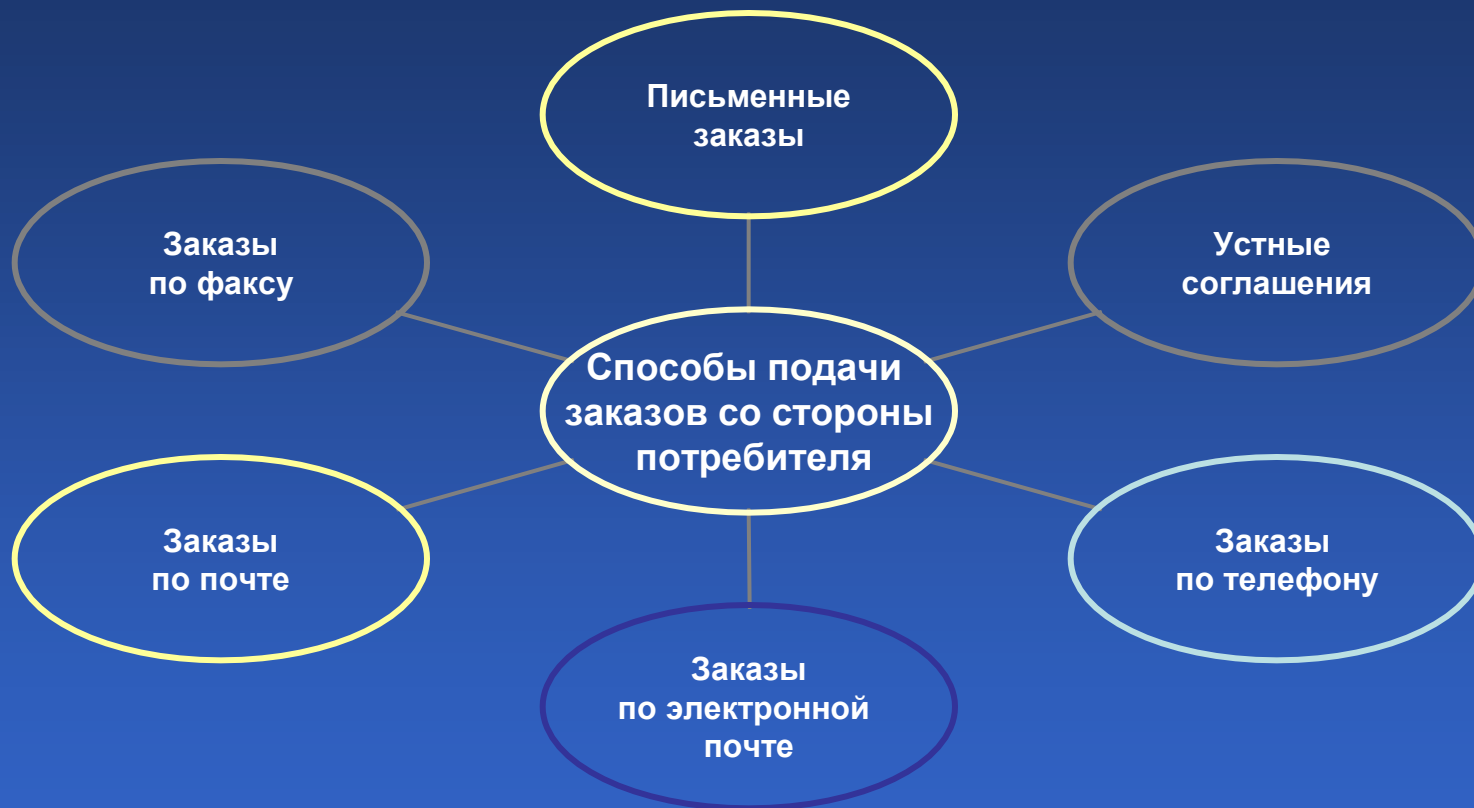 Письменные
заказы
Заказы
по факсу
Устные
соглашения
Способы подачи
заказов со стороны
потребителя
Заказы
по почте
Заказы
по телефону
Заказы
по электронной
почте